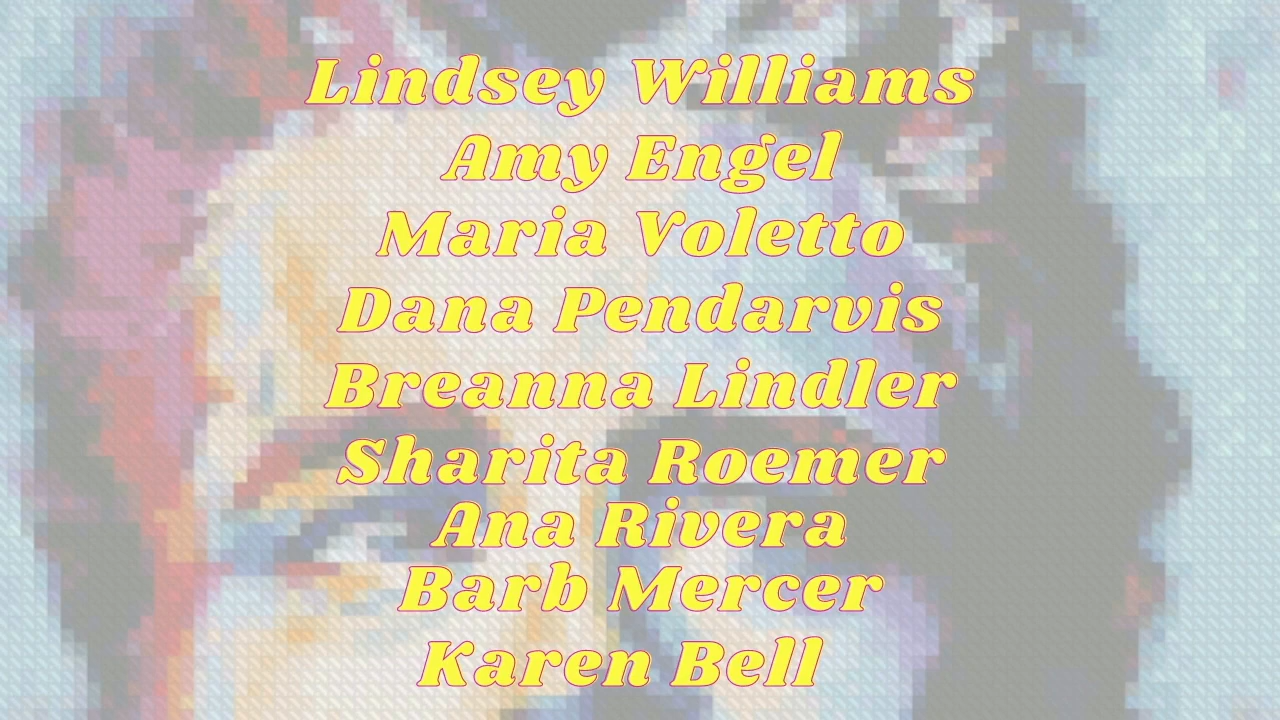 Lindsey Williams
Amy Engel
Maria Voletto
Dana Pendarvis
Breanna Lindler
Sharita Roemer
Ana Rivera
Barb Mercer
Karen Bell